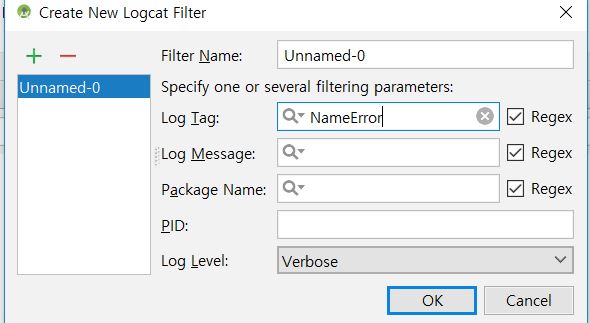 Create New Logcat Filter
Filter Name: Unnamed-0
Unnamed-0
Specify one or several filtering parameters:
Log Tag: NameError Regex
Log Message: Regex
Package Name: Regex
PID:
Log Level: Verbose
OK Cancel